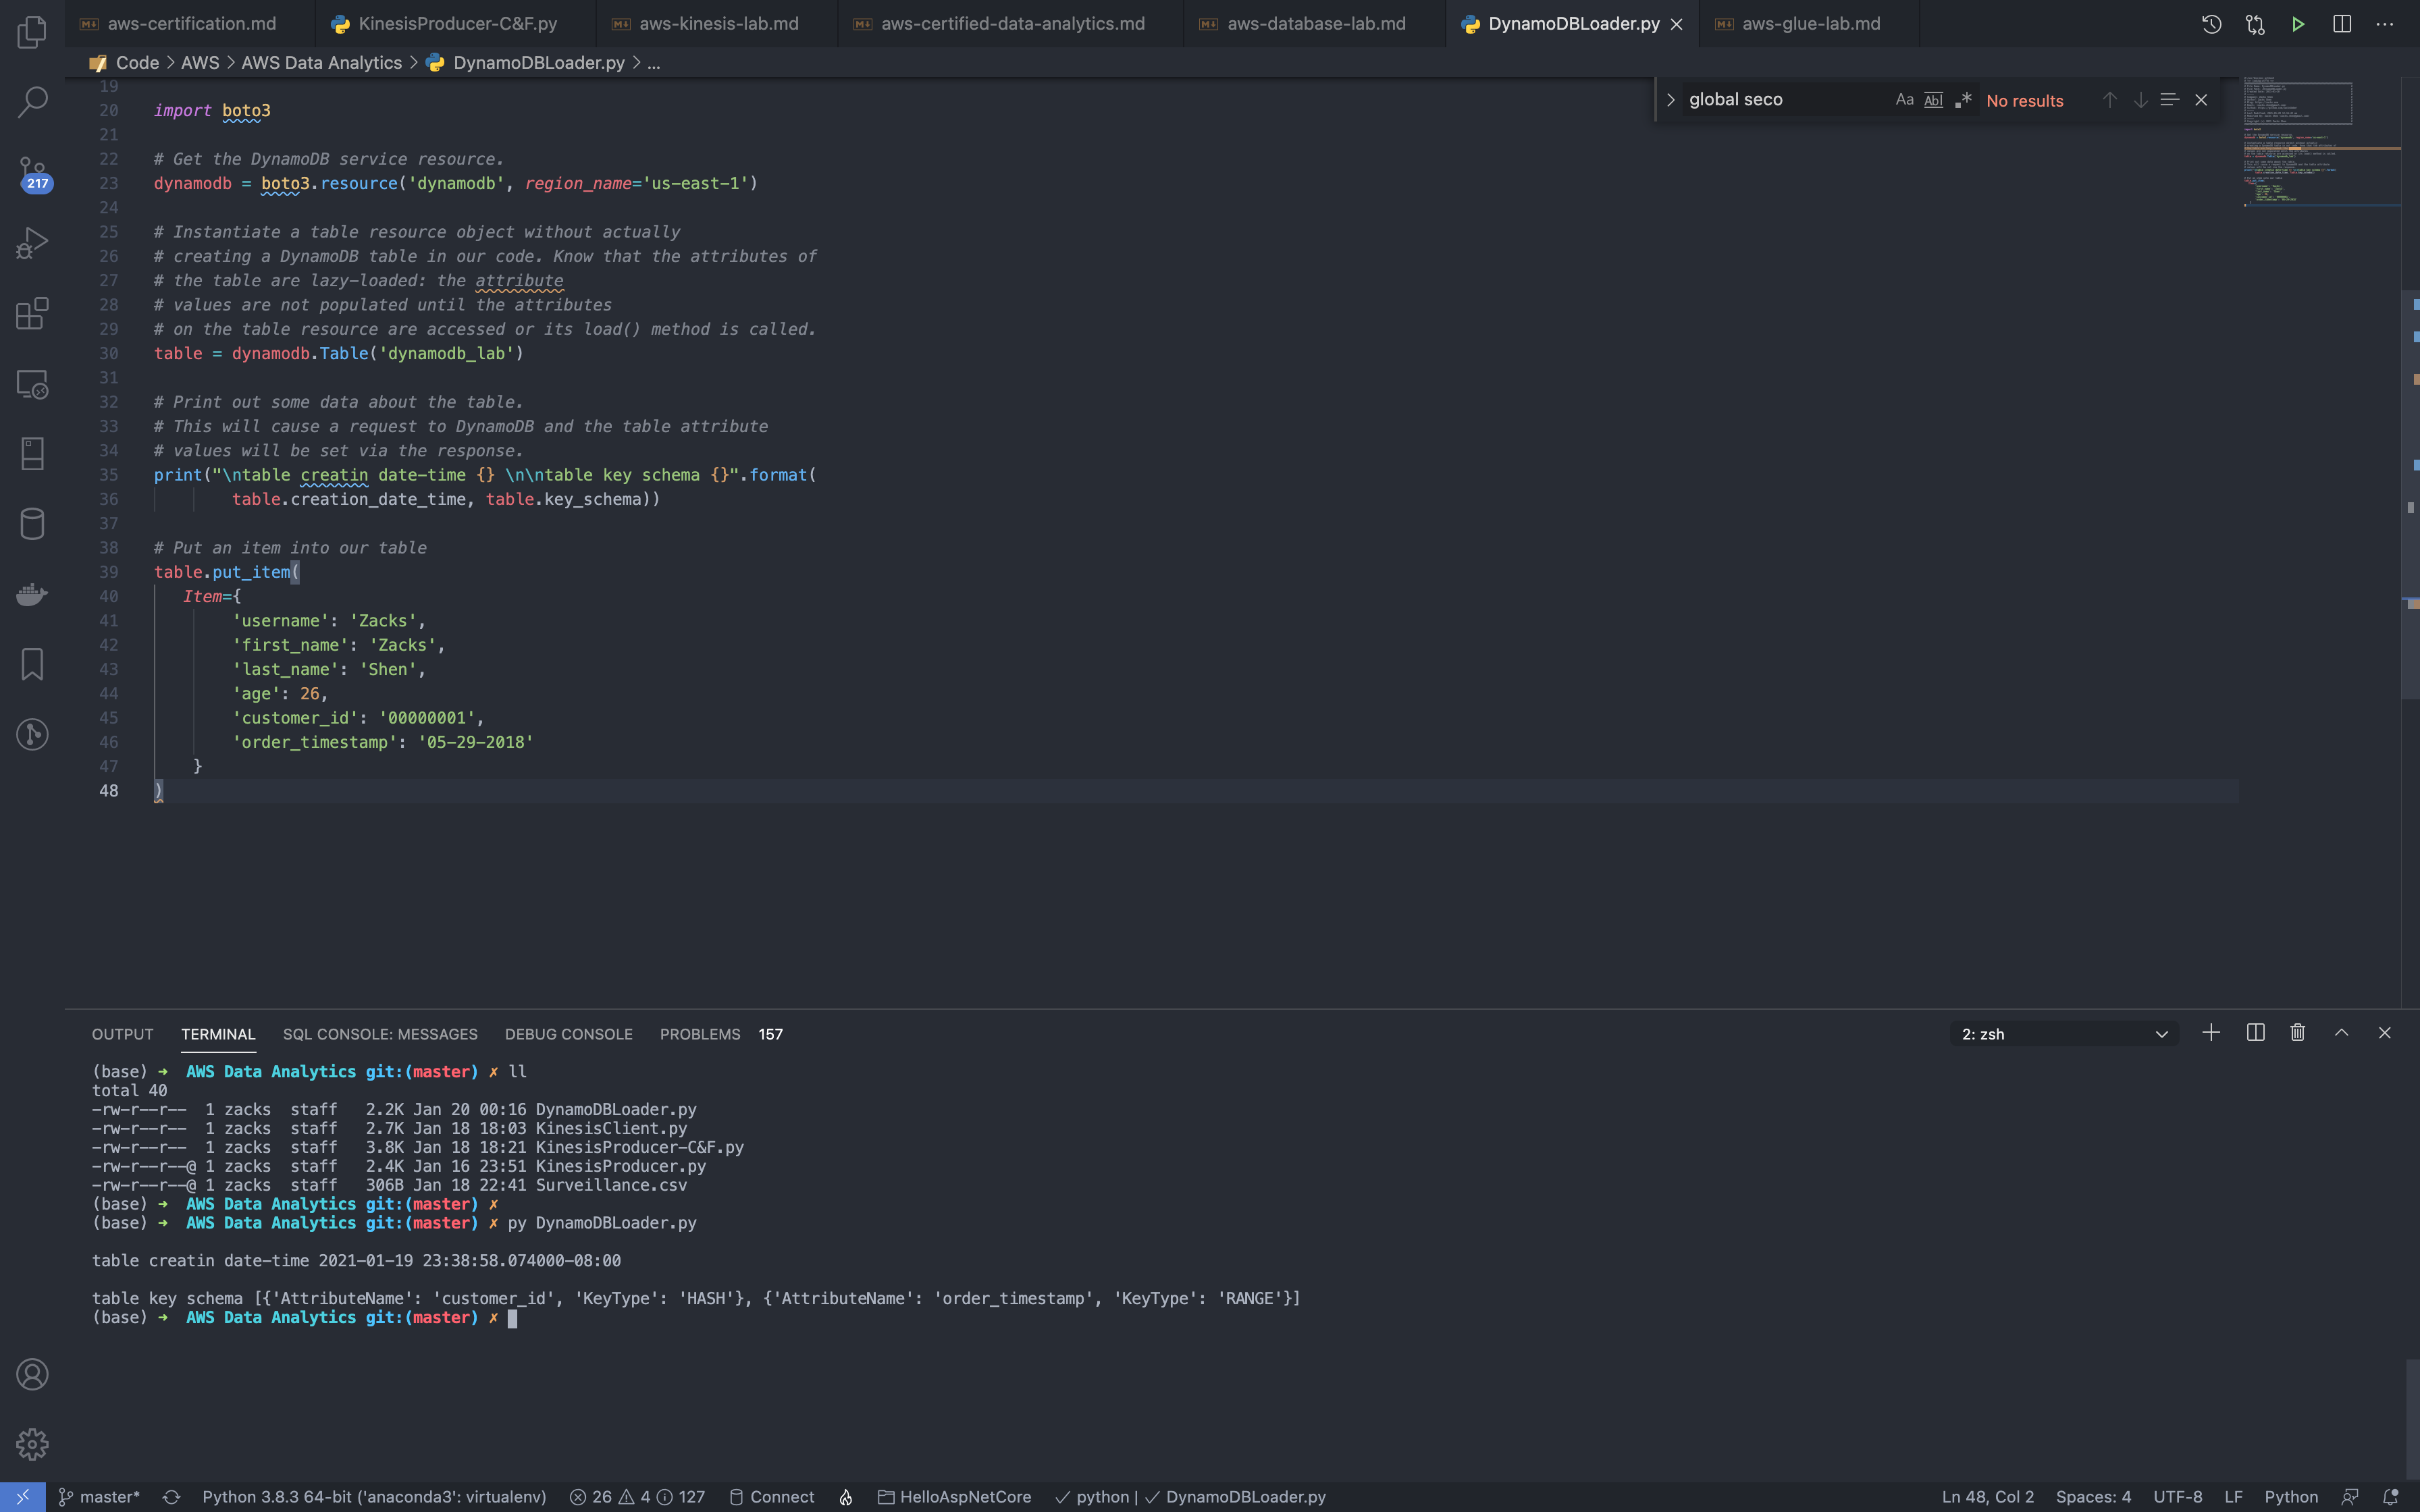 aws-certification.md
KinesisProducer-C&F.py
aws-kinesis-lab.md
aws-certified-data-analytics.md
aws-database-lab.md
DynamoDBLoader.py
aws-glue-lab.md
Code > AWS > AWS Data Analytics > DynamoDBLoader.py > ...
global seco
Aa
Abl
.*
No results
217
19
20 import boto3
21
22 # Get the DynamoDB service resource.
23 dynamodb = boto3.resource('dynamodb', region_name='us-east-1')
24
25 # Instantiate a table resource object without actually
26 # creating a DynamoDB table in our code. Know that the attributes of
27 # the table are lazy-loaded: the attribute
28 # values are not populated until the attributes
29 # on the table resource are accessed or its load() method is called.
30 table = dynamodb.Table('dynamodb_lab')
31
32 # Print out some data about the table.
33 # This will cause a request to DynamoDB and the table attribute
34 # values will be set via the response.
35 print("\ntable creatin date-time {} \n\ntable key schema {}".format(
36         table.creation_date_time, table.key_schema))
37
38 # Put an item into our table
39 table.put_item(
40    Item={
41         'username': 'Zacks',
42         'first_name': 'Zacks',
43         'last_name': 'Shen',
44         'age': 26,
45         'customer_id': '00000001',
46         'order_timestamp': '05-29-2018'
47     }
48 )
OUTPUT TERMINAL SQL CONSOLE: MESSAGES DEBUG CONSOLE PROBLEMS 157
2: zsh
(base) ➜  AWS Data Analytics git:(master) ✗ ll
total 40
-rw-r--r--  1 zacks  staff   2.2K Jan 20 00:16 DynamoDBLoader.py
-rw-r--r--  1 zacks  staff   2.7K Jan 18 18:03 KinesisClient.py
-rw-r--r--  1 zacks  staff   3.8K Jan 18 18:21 KinesisProducer-C&F.py
-rw-r--r--@ 1 zacks  staff   2.4K Jan 16 23:51 KinesisProducer.py
-rw-r--r--@ 1 zacks  staff   306B Jan 18 22:41 Surveillance.csv
(base) ➜  AWS Data Analytics git:(master) ✗
(base) ➜  AWS Data Analytics git:(master) ✗ py DynamoDBLoader.py
table creatin date-time 2021-01-19 23:38:58.074000-08:00
table key schema [{'AttributeName': 'customer_id', 'KeyType': 'HASH'}, {'AttributeName': 'order_timestamp', 'KeyType': 'RANGE'}]
(base) ➜  AWS Data Analytics git:(master) ✗
master* Python 3.8.3 64-bit ('anaconda3': virtualenv) 26 4 127 Connect HelloAspNetCore ✓ python | ✓ DynamoDBLoader.py
Ln 48, Col 2 Spaces: 4 UTF-8 LF Python